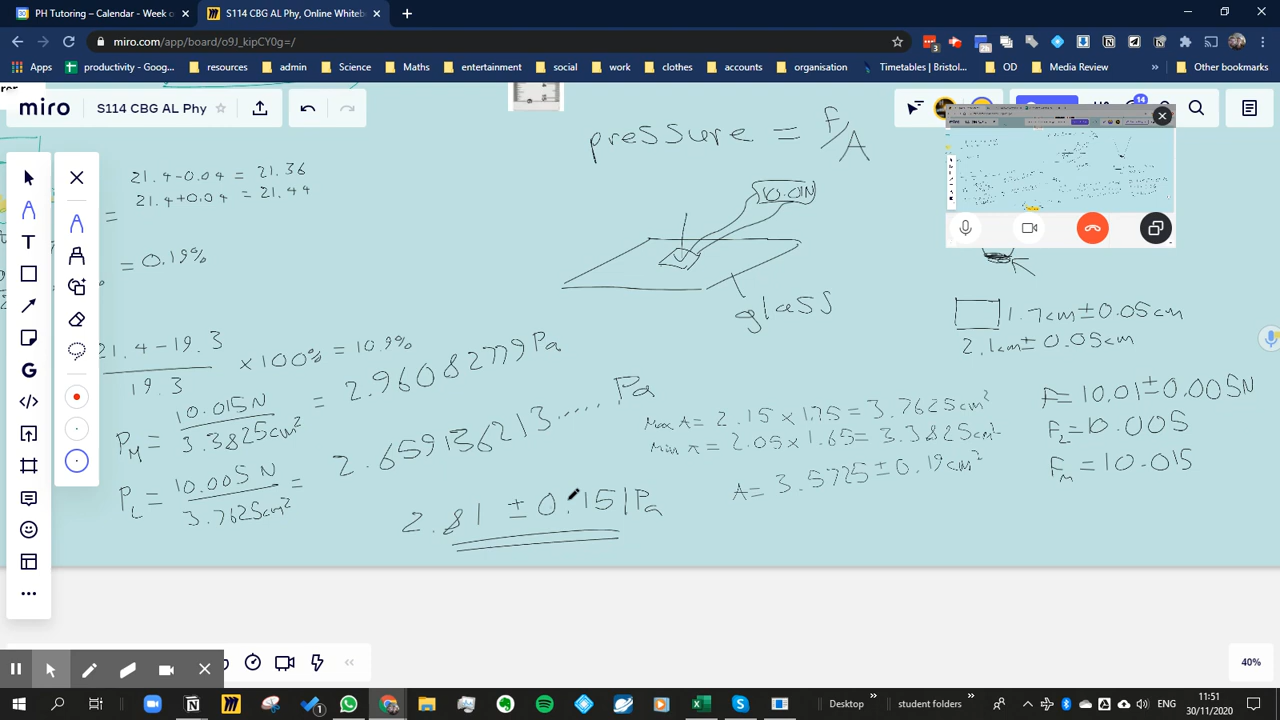 PH Tutoring – Calendar - Week c
S114 CBG AL Phy, Online Whiteb
miro.com/app/board/o9J_kipCY0g=/
Apps
productivity - Goog...
resources
admin
Science
Maths
entertainment
social
work
clothes
accounts
organisation
Timetables | Bristol...
OD
Media Review
Other bookmarks
miro
S114 CBG AL Phy
14
pressure = F/A
21.4-0.04 = 21.36
21.4+0.04 = 21.44
=
= 0.19%
10.01N
glass
1.7cm±0.05cm
2.1cm±0.05cm
21.4-19.3
19.3
×100% = 10.9%
PM = 10.015N
3.3825cm²
= 2.96082779Pa
PL = 10.005N
3.7625cm²
= 2.659136213..... Pa
2.81 ±0.151Pa
Max A = 2.15 ×1.75 = 3.7625cm²
Min A = 2.05 ×1.65 = 3.3825cm²
A= 3.5725±0.19cm²
F= 10.01±0.005N
FL=10.005
FM=10.015
40%
Desktop
student folders
ENG
11:51
30/11/2020